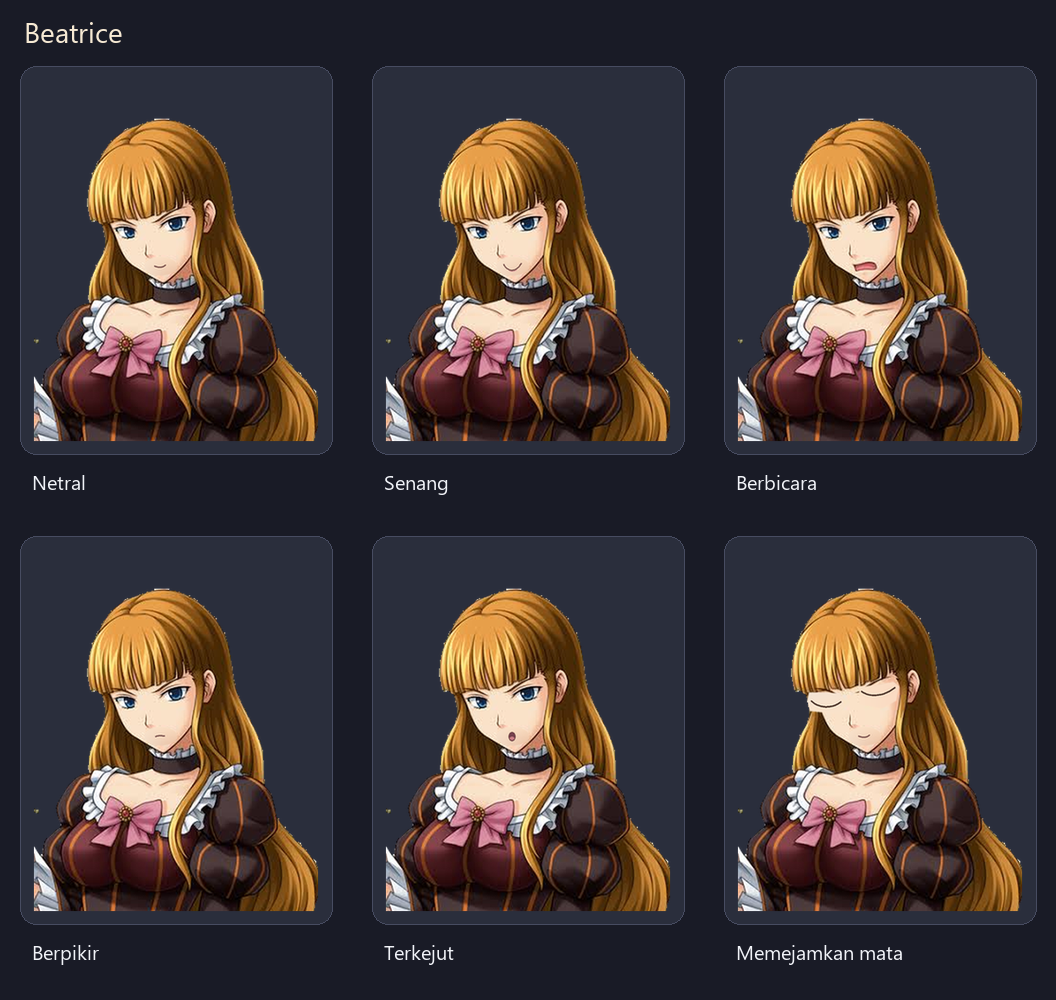 Beatrice
Netral
Senang
Berbicara
Berpikir
Terkejut
Memejamkan mata